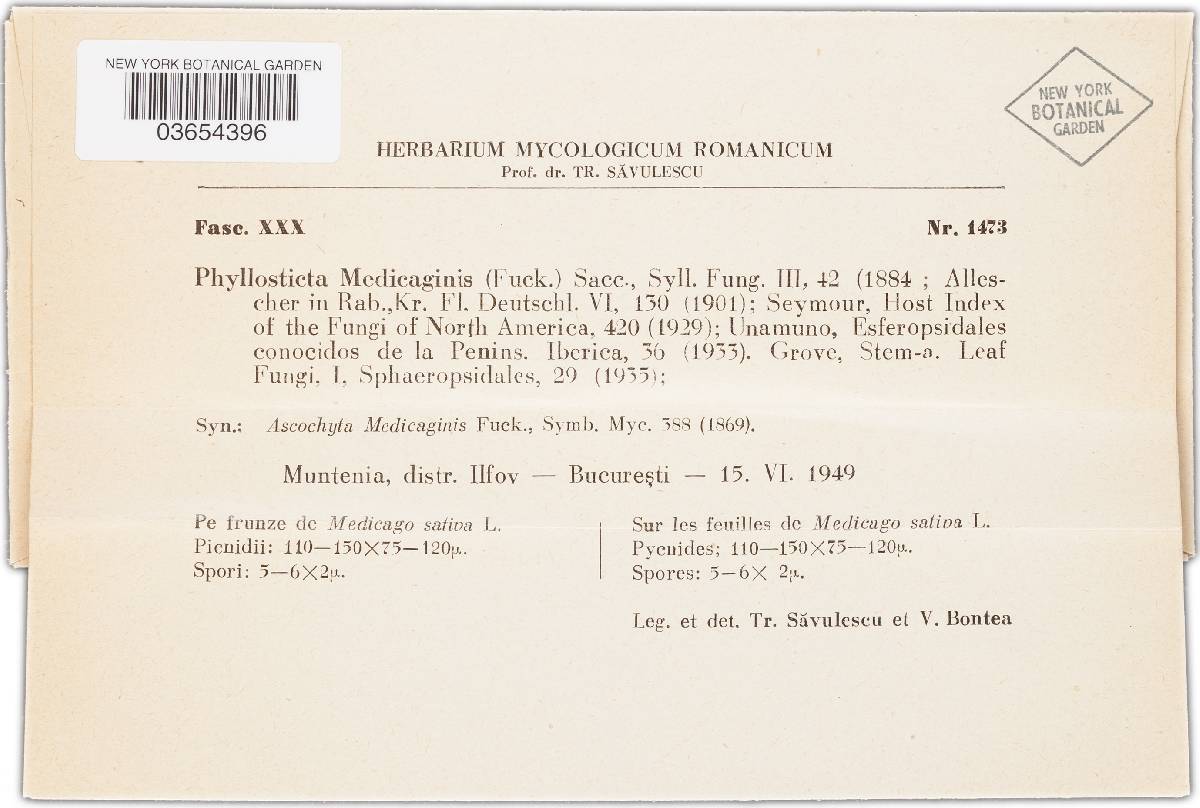 NEW YORK BOTANICAL GARDEN
03654396
NEW YORK
BOTANICAL
GARDEN
HERBARIUM MYCOLOGICUM ROMANICUM
Prof. dr. TR. SĂVULESCU
Fasc. XXX
Nr. 1473
Phyllosticta Medicaginis (Fuck.) Sacc., Syll. Fung. III, 42 (1884 ; Alles-
cher in Rab.,Kr. Fl. Deutschl. VI, 130 (1901); Seymour, Host Index
of the Fungi of North America, 420 (1929); Unamuno, Esferopsidales
conocidos de la Penins. Iberica, 36 (1933). Grove, Stem-a. Leaf
Fungi, I, Sphaeropsidales, 29 (1935);
Syn.: Ascochyta Medicaginis Fuck., Symb. Myc. 388 (1869).
Muntenia, distr. Ilfov — București — 15. VI. 1949
Pe frunze de Medicago sativa L.
Picnidii: 110—150×75—120µ.
Spori: 5—6×2µ.
Sur les feuilles de Medicago sativa L.
Pycnides; 110—150×75—120µ.
Spores: 5—6× 2µ.
Leg. et det. Tr. Săvulescu et V. Bontea